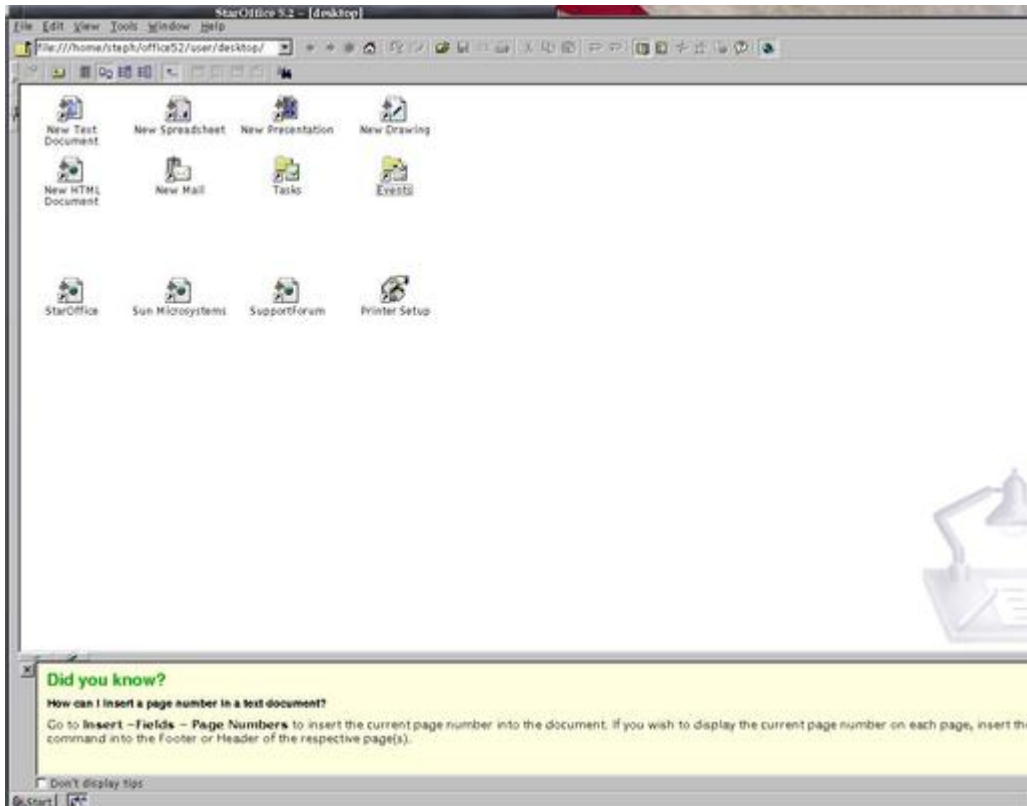 StarOffice 5.2 – [desktop]
File Edit View Tools Window Help
file:///home/steph/office52/user/desktop/
New Text Document
New Spreadsheet
New Presentation
New Drawing
New HTML Document
New Mail
Tasks
Events
StarOffice
Sun Microsystems
SupportForum
Printer Setup
Did you know?
How can I insert a page number in a text document?
Go to Insert –Fields – Page Numbers to insert the current page number into the document. If you wish to display the current page number on each page, insert the
command into the Footer or Header of the respective page(s).
Don't display tips
Start